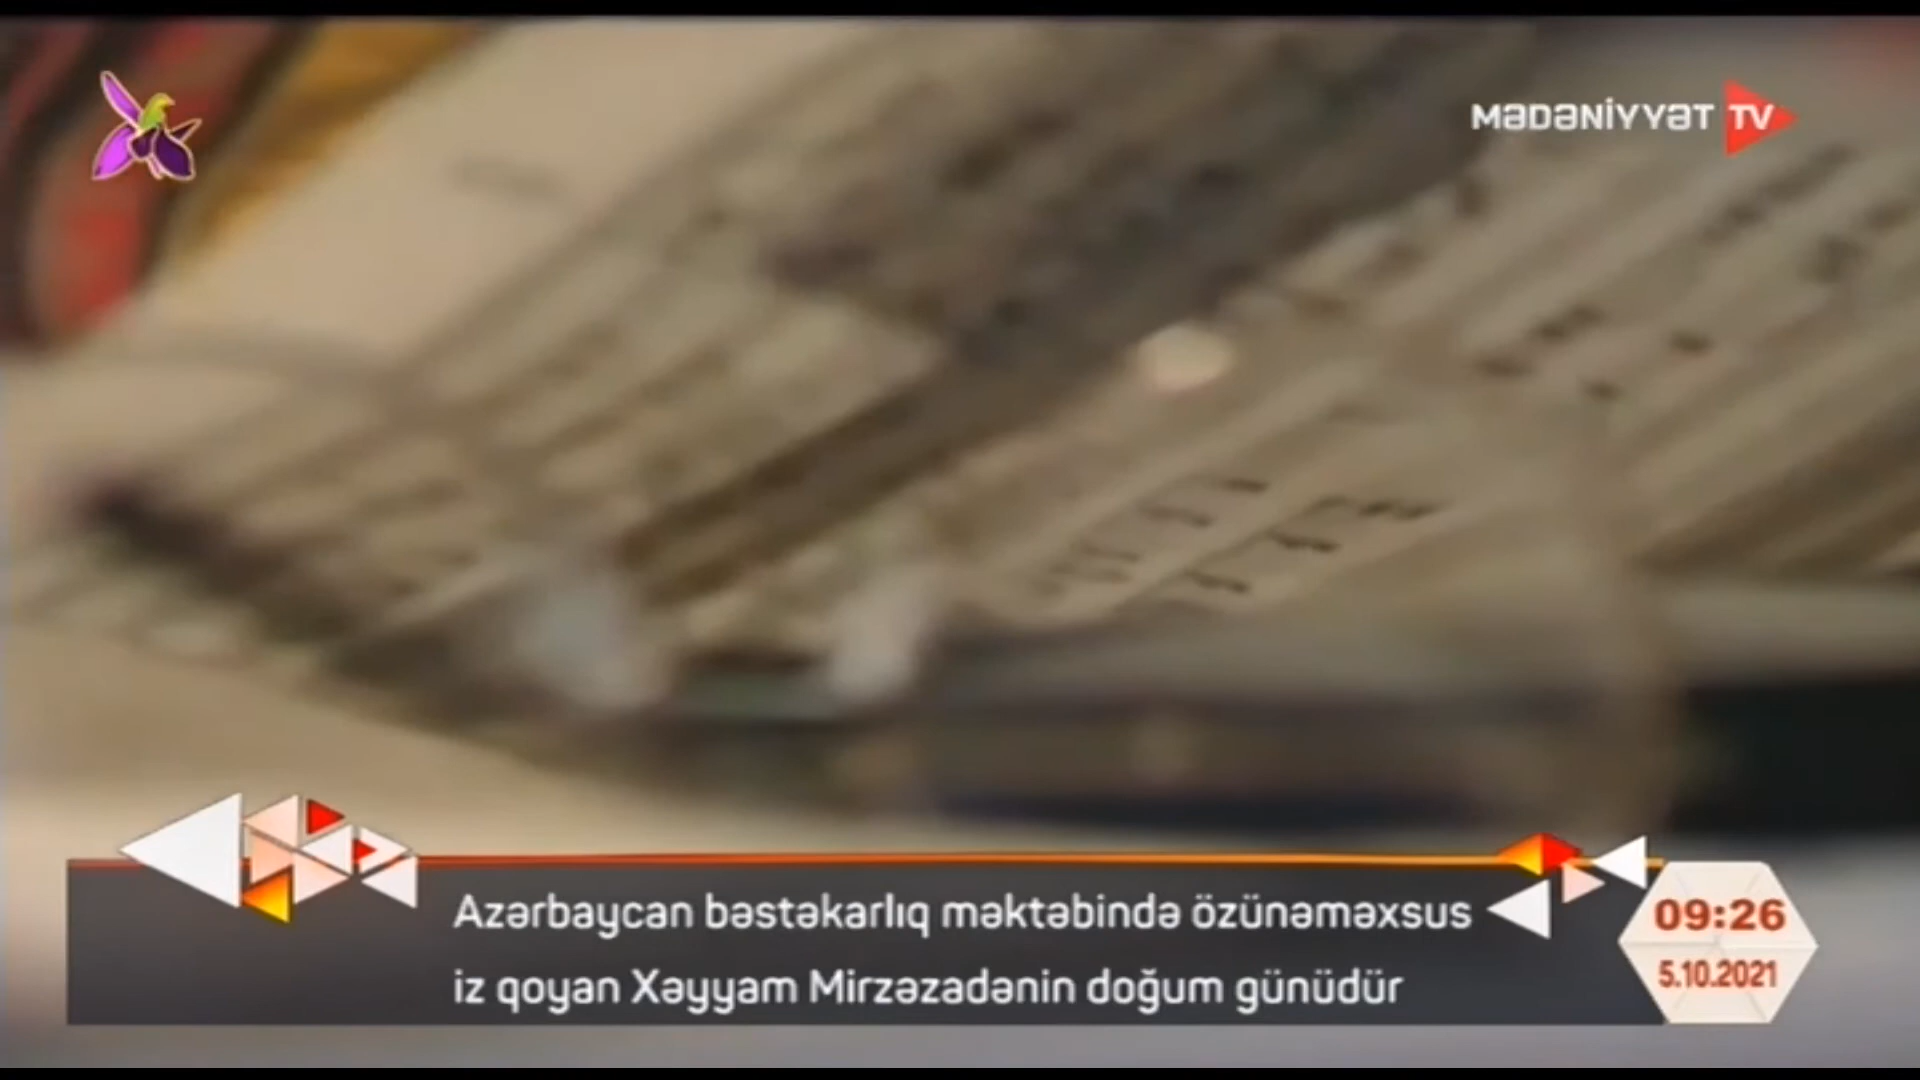 MƏDƏNİYYƏT TV
Azərbaycan bəstəkarlıq məktəbində özünəməxsus
iz qoyan Xəyyam Mirzəzadənin doğum günüdür
09:26
5.10.2021